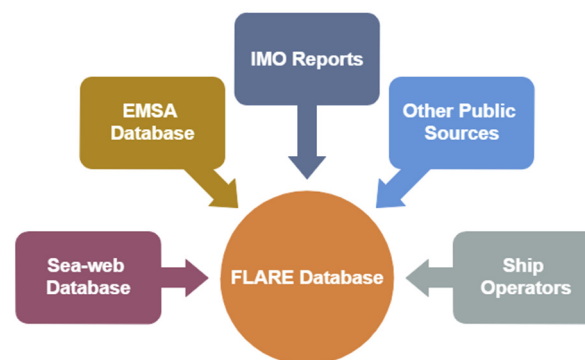 IMO Reports
EMSA
Database
Other Public
Sources
Sea-web
Database
FLARE Database
Ship
Operators